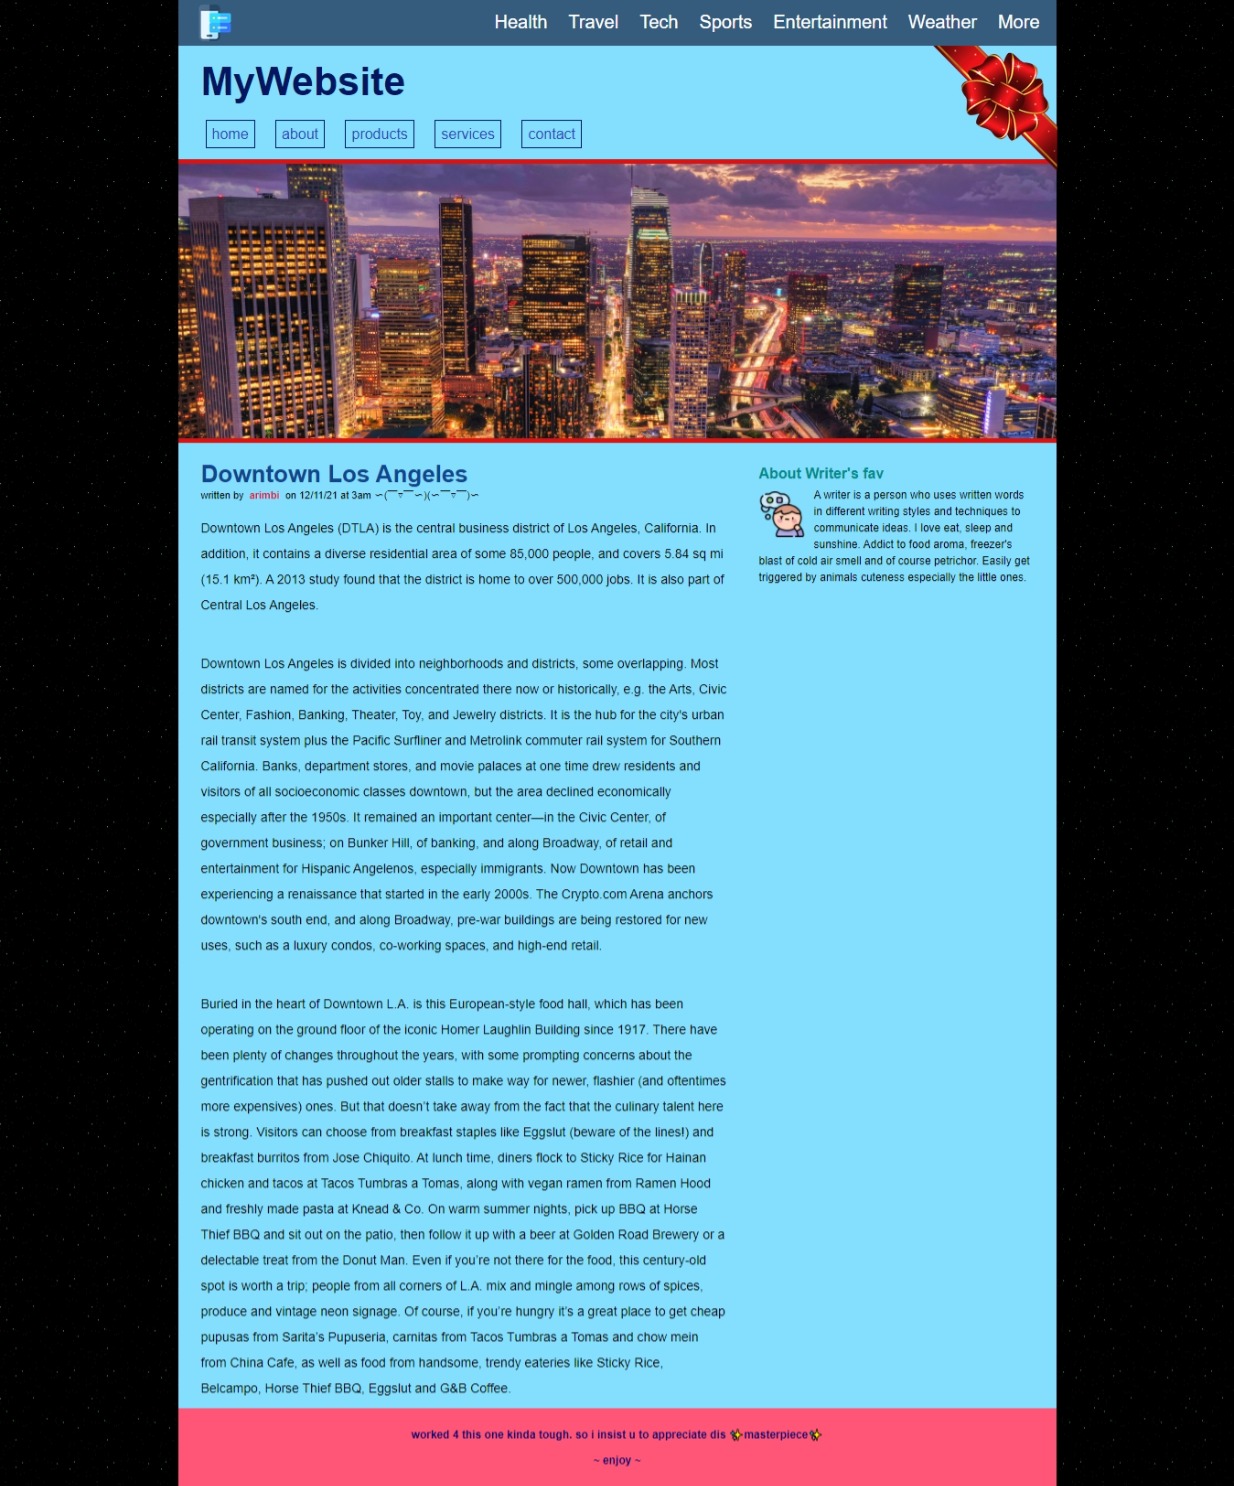 Health Travel Tech Sports Entertainment Weather More
MyWebsite
home about products services contact
Downtown Los Angeles
written by arimbi on 12/11/21 at 3am ∽(￣▿￣∽)(∽￣▿￣)∽
Downtown Los Angeles (DTLA) is the central business district of Los Angeles, California. In
addition, it contains a diverse residential area of some 85,000 people, and covers 5.84 sq mi
(15.1 km²). A 2013 study found that the district is home to over 500,000 jobs. It is also part of
Central Los Angeles.
Downtown Los Angeles is divided into neighborhoods and districts, some overlapping. Most
districts are named for the activities concentrated there now or historically, e.g. the Arts, Civic
Center, Fashion, Banking, Theater, Toy, and Jewelry districts. It is the hub for the city's urban
rail transit system plus the Pacific Surfliner and Metrolink commuter rail system for Southern
California. Banks, department stores, and movie palaces at one time drew residents and
visitors of all socioeconomic classes downtown, but the area declined economically
especially after the 1950s. It remained an important center—in the Civic Center, of
government business; on Bunker Hill, of banking, and along Broadway, of retail and
entertainment for Hispanic Angelenos, especially immigrants. Now Downtown has been
experiencing a renaissance that started in the early 2000s. The Crypto.com Arena anchors
downtown's south end, and along Broadway, pre-war buildings are being restored for new
uses, such as a luxury condos, co-working spaces, and high-end retail.
Buried in the heart of Downtown L.A. is this European-style food hall, which has been
operating on the ground floor of the iconic Homer Laughlin Building since 1917. There have
been plenty of changes throughout the years, with some prompting concerns about the
gentrification that has pushed out older stalls to make way for newer, flashier (and oftentimes
more expensives) ones. But that doesn’t take away from the fact that the culinary talent here
is strong. Visitors can choose from breakfast staples like Eggslut (beware of the lines!) and
breakfast burritos from Jose Chiquito. At lunch time, diners flock to Sticky Rice for Hainan
chicken and tacos at Tacos Tumbras a Tomas, along with vegan ramen from Ramen Hood
and freshly made pasta at Knead & Co. On warm summer nights, pick up BBQ at Horse
Thief BBQ and sit out on the patio, then follow it up with a beer at Golden Road Brewery or a
delectable treat from the Donut Man. Even if you’re not there for the food, this century-old
spot is worth a trip; people from all corners of L.A. mix and mingle among rows of spices,
produce and vintage neon signage. Of course, if you’re hungry it’s a great place to get cheap
pupusas from Sarita’s Pupuseria, carnitas from Tacos Tumbras a Tomas and chow mein
from China Cafe, as well as food from handsome, trendy eateries like Sticky Rice,
Belcampo, Horse Thief BBQ, Eggslut and G&B Coffee.
About Writer's fav
A writer is a person who uses written words
in different writing styles and techniques to
communicate ideas. I love eat, sleep and
sunshine. Addict to food aroma, freezer's
blast of cold air smell and of course petrichor. Easily get
triggered by animals cuteness especially the little ones.
worked 4 this one kinda tough. so i insist u to appreciate dis ✨masterpiece✨
~ enjoy ~